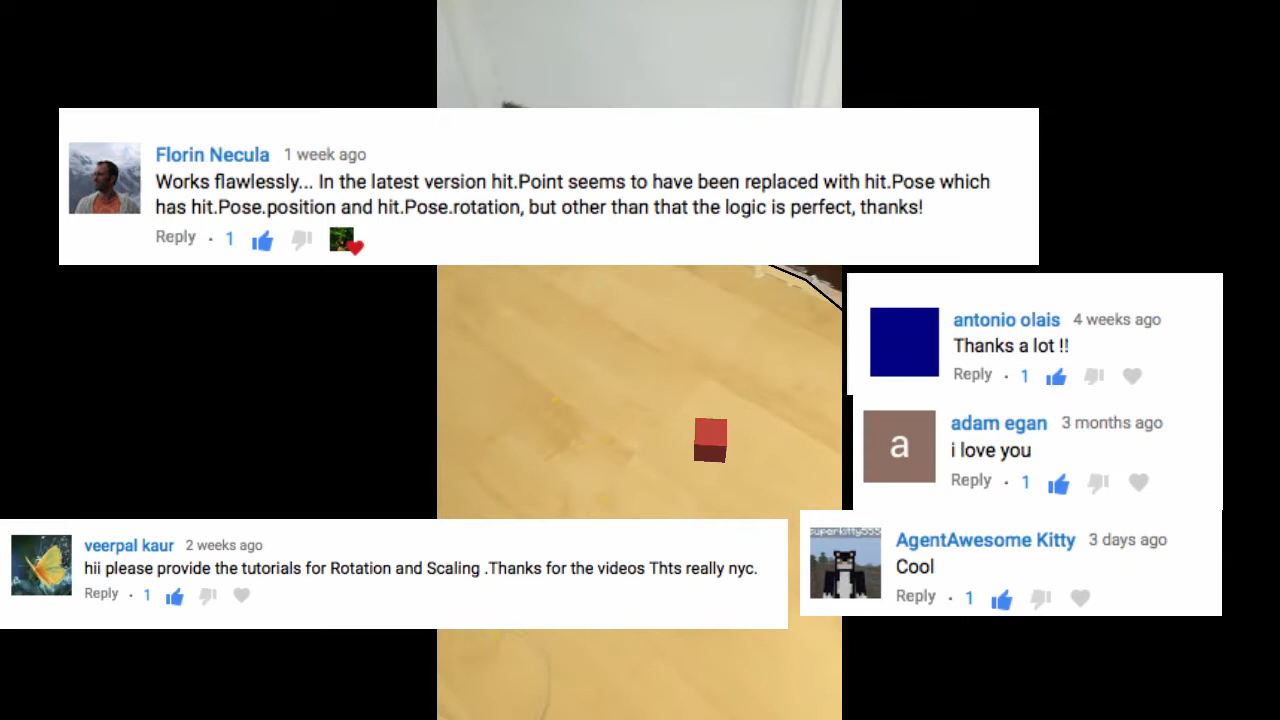 Florin Necula 1 week ago
Works flawlessly... In the latest version hit.Point seems to have been replaced with hit.Pose which
has hit.Pose.position and hit.Pose.rotation, but other than that the logic is perfect, thanks!
Reply · 1
antonio olais 4 weeks ago
Thanks a lot !!
Reply · 1
a
adam egan 3 months ago
i love you
Reply · 1
veerpal kaur 2 weeks ago
hii please provide the tutorials for Rotation and Scaling .Thanks for the videos Thts really nyc.
Reply · 1
superkitty555
AgentAwesome Kitty 3 days ago
Cool
Reply · 1